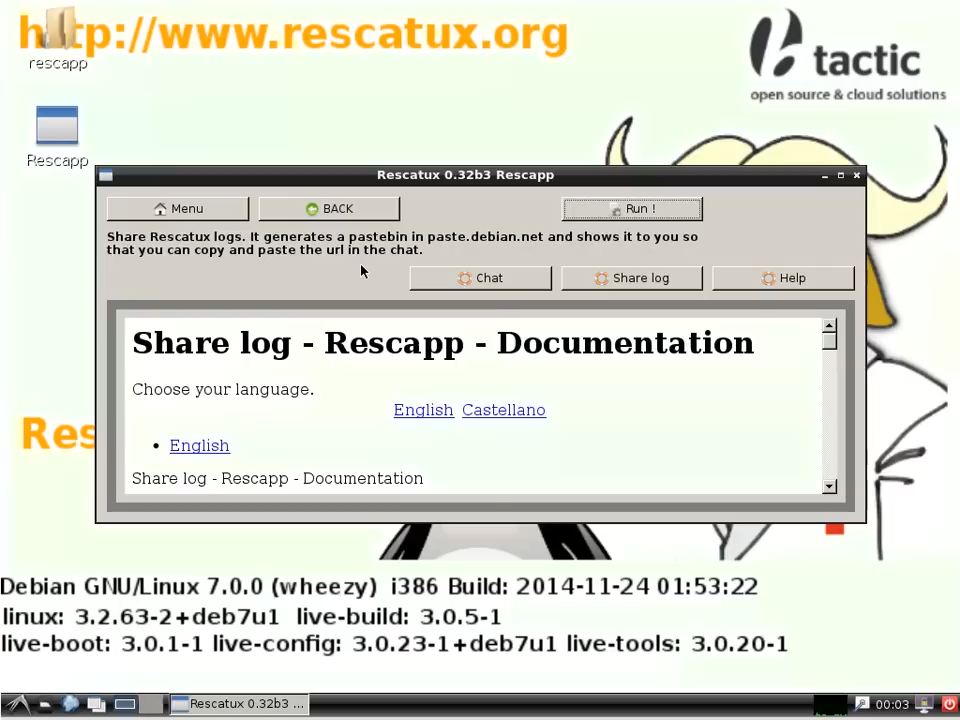 http://www.rescatux.org
rescapp
tactic
open source & cloud solutions
Rescapp
Rescatux 0.32b3 Rescapp
Menu
BACK
Run !
Share Rescatux logs. It generates a pastebin in paste.debian.net and shows it to you so
that you can copy and paste the url in the chat.
Chat
Share log
Help
Share log - Rescapp - Documentation
Choose your language.
English Castellano
• English
Share log - Rescapp - Documentation
Debian GNU/Linux 7.0.0 (wheezy) i386 Build: 2014-11-24 01:53:22
linux: 3.2.63-2+deb7u1 live-build: 3.0.5-1
live-boot: 3.0.1-1 live-config: 3.0.23-1+deb7u1 live-tools: 3.0.20-1
Rescatux 0.32b3 ...
00:03